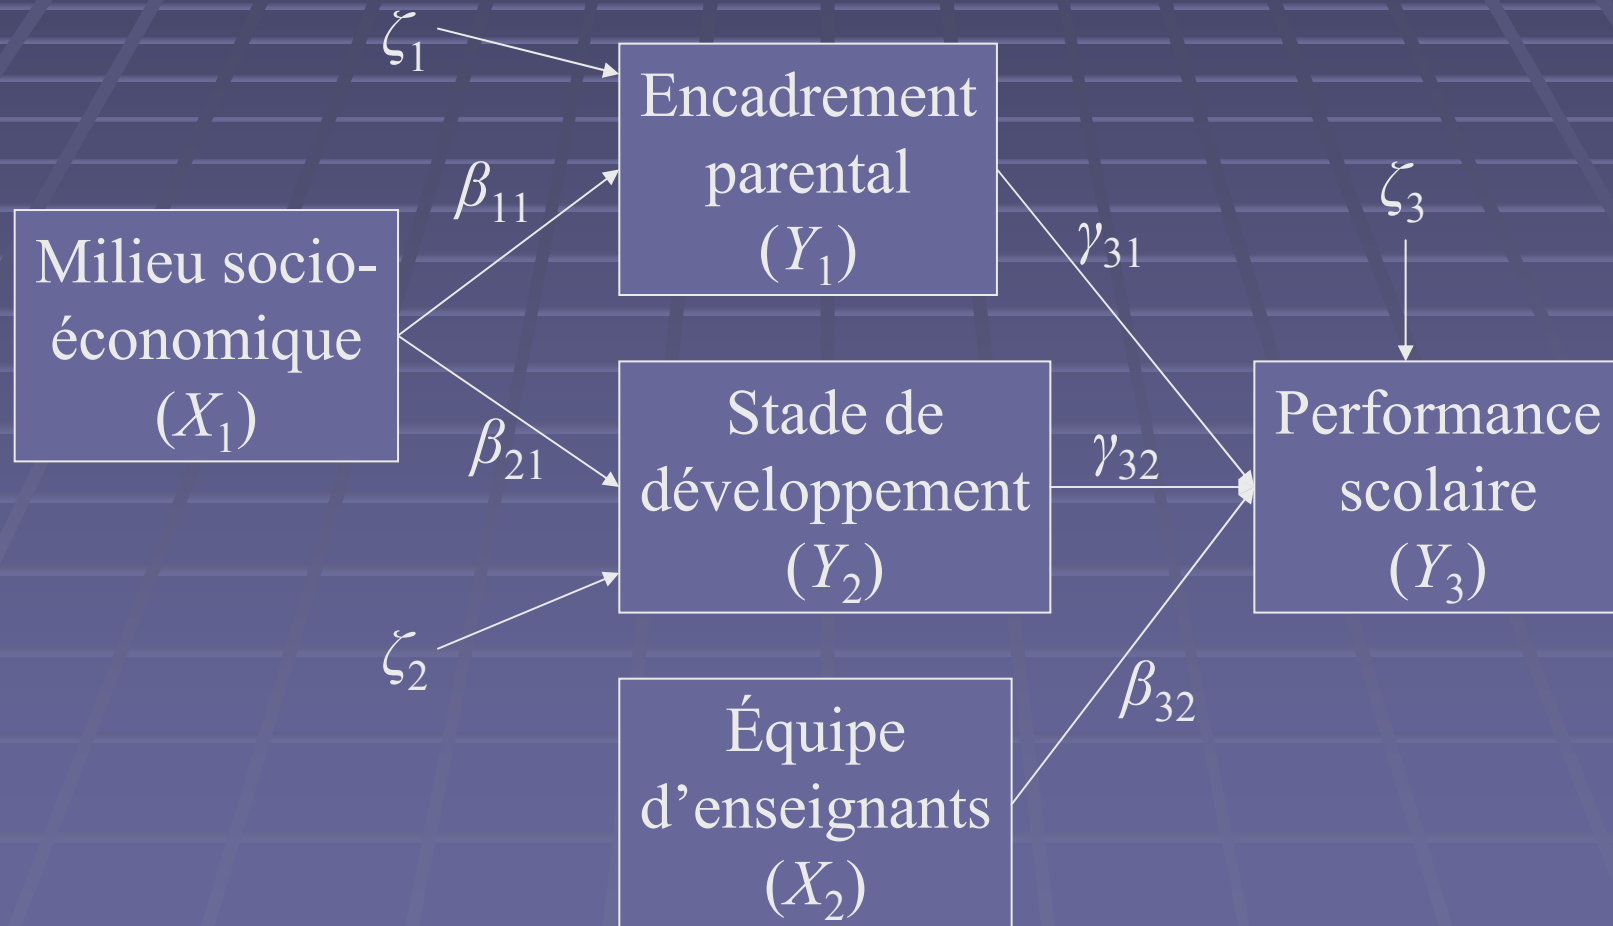 ζ1
Encadrement
parental
(Y1)
β11
ζ3
γ31
Milieu socio-
économique
(X1)
β21
Stade de
développement
(Y2)
γ32
Performance
scolaire
(Y3)
ζ2
β32
Équipe
d’enseignants
(X2)